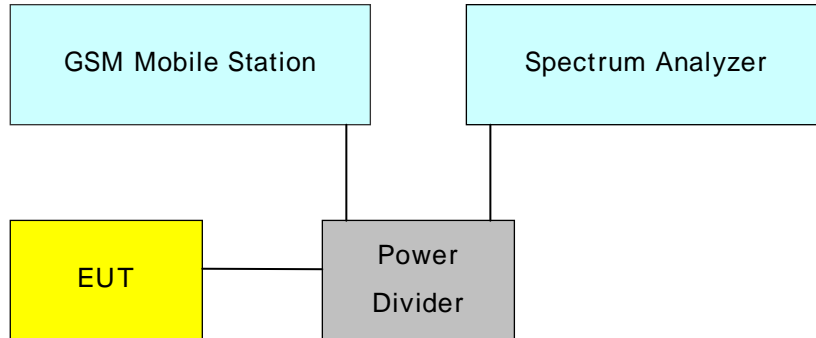 GSM Mobile Station
Spectrum Analyzer
EUT
Power
Divider